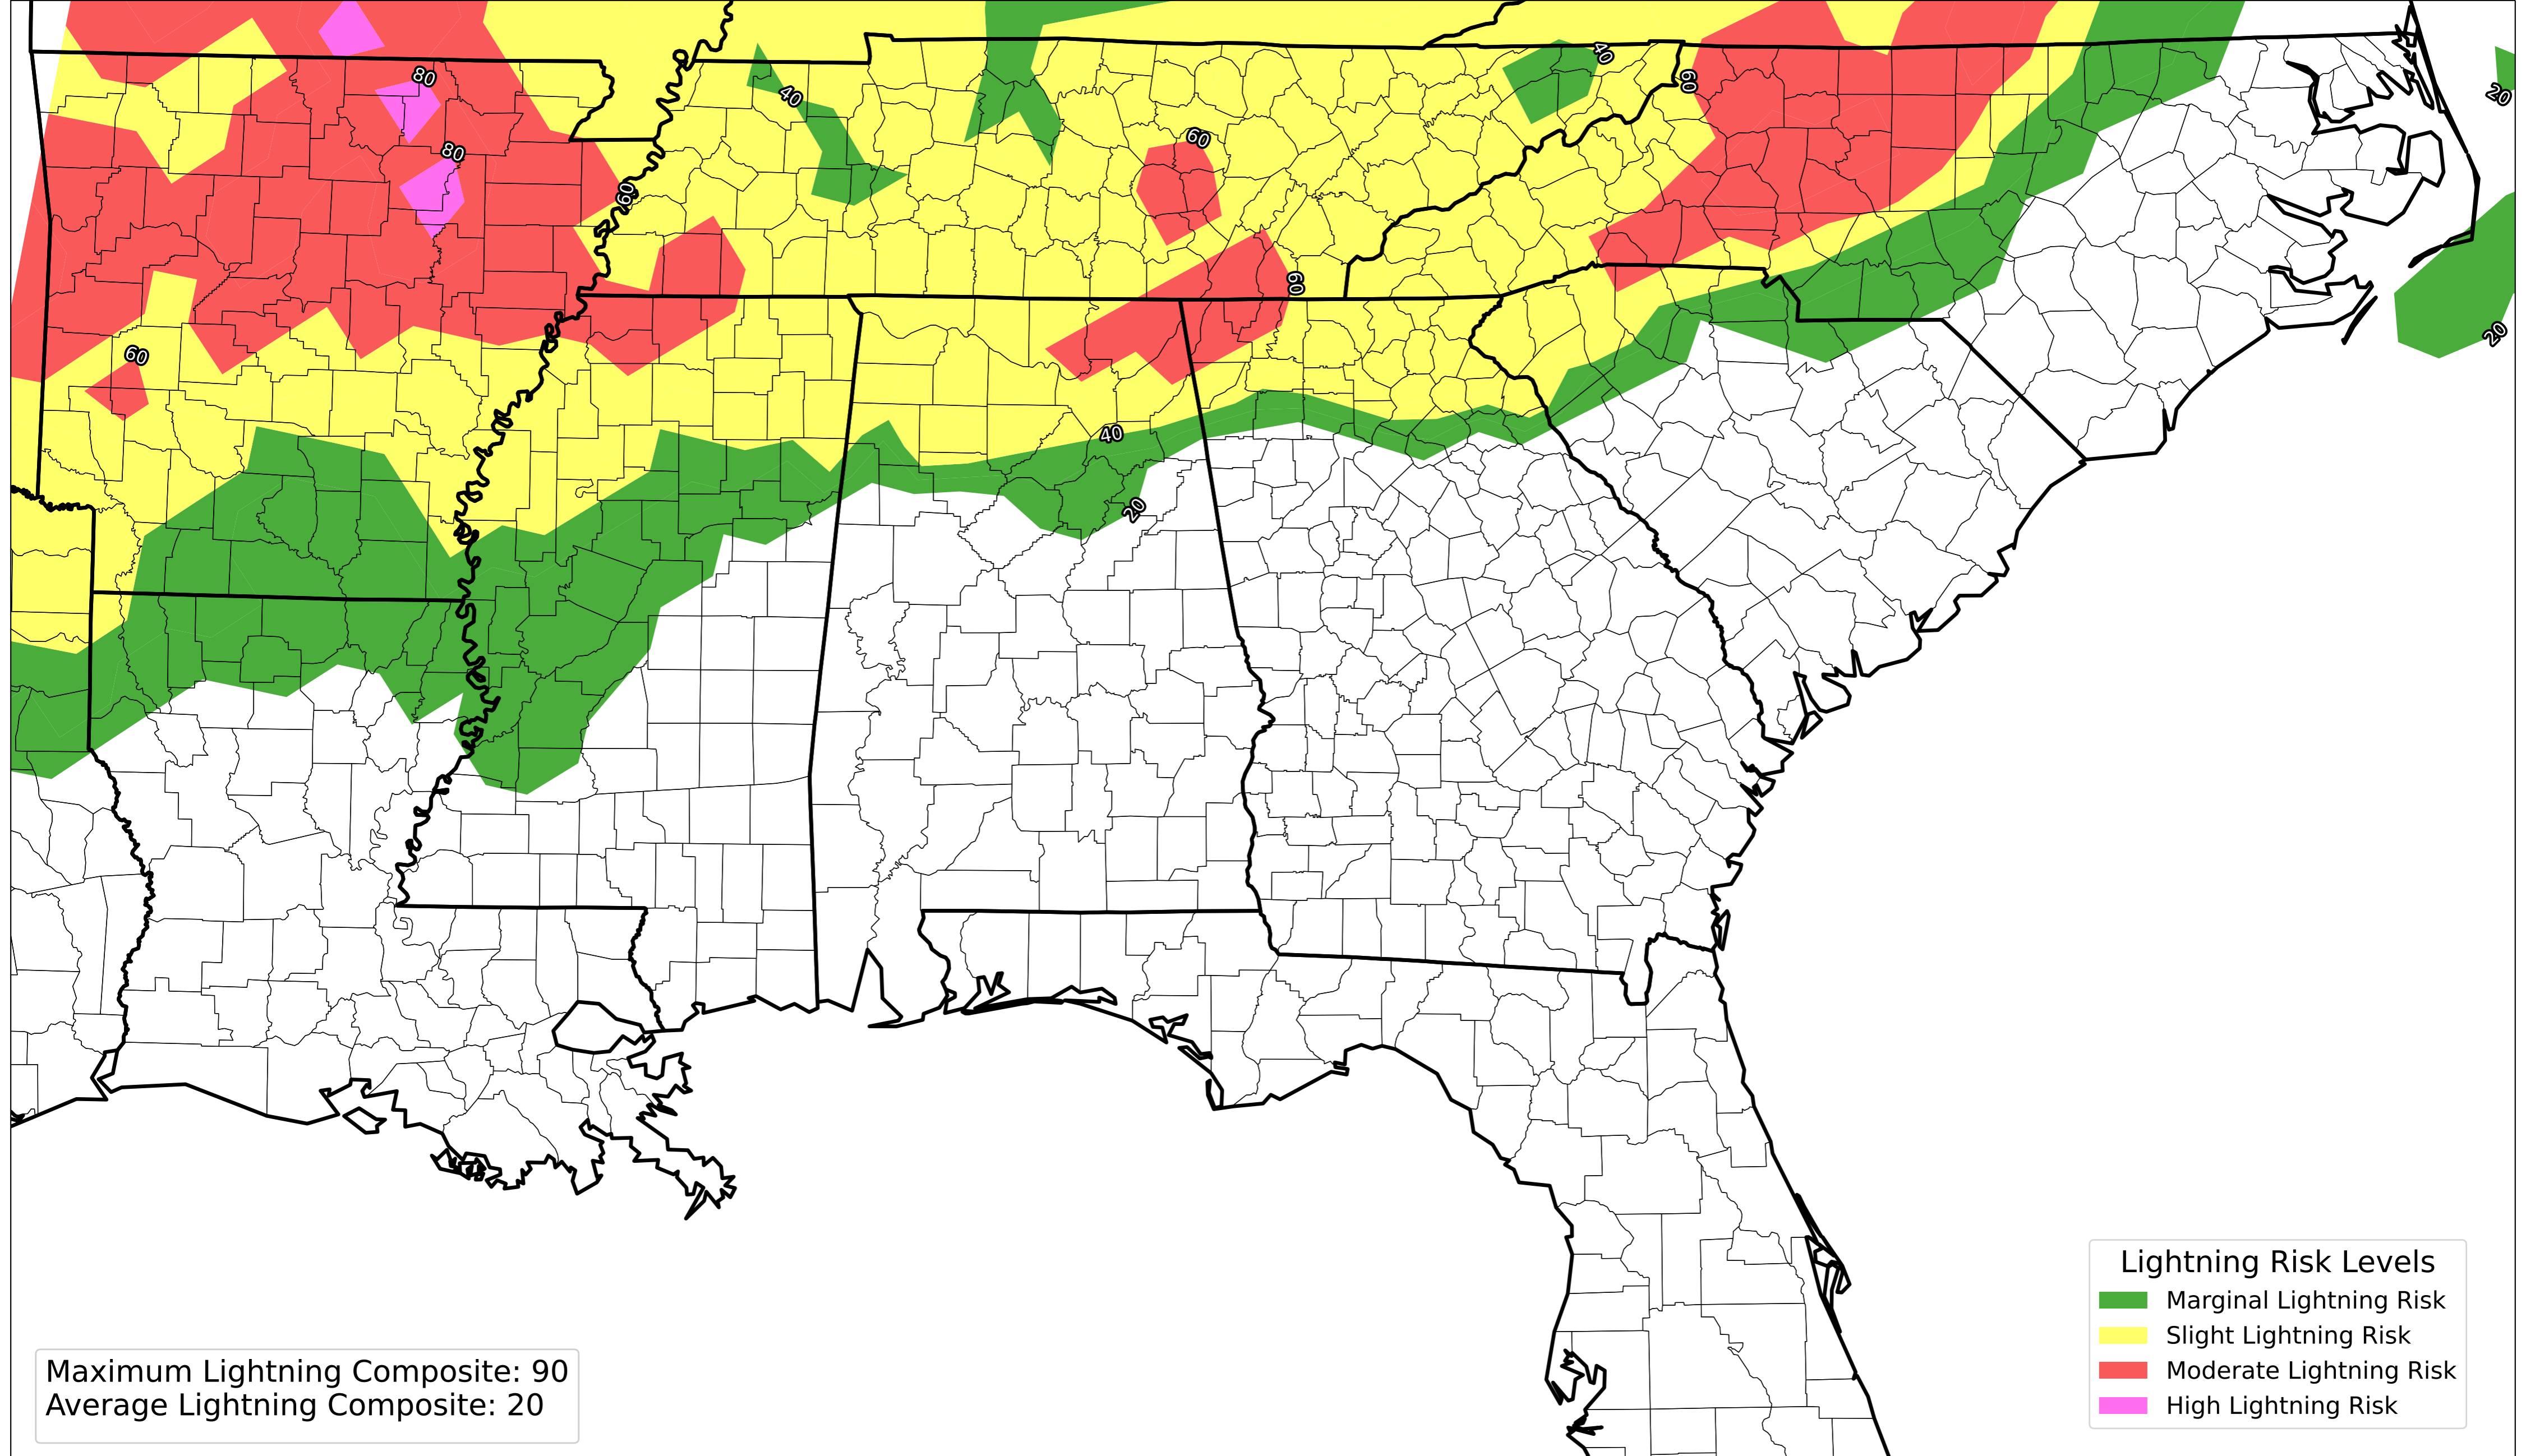 80
40
40
60
20
80
60
60
60
20
60
40
20
Lightning Risk Levels
Marginal Lightning Risk
Slight Lightning Risk
Moderate Lightning Risk
High Lightning Risk
Maximum Lightning Composite: 90
Average Lightning Composite: 20